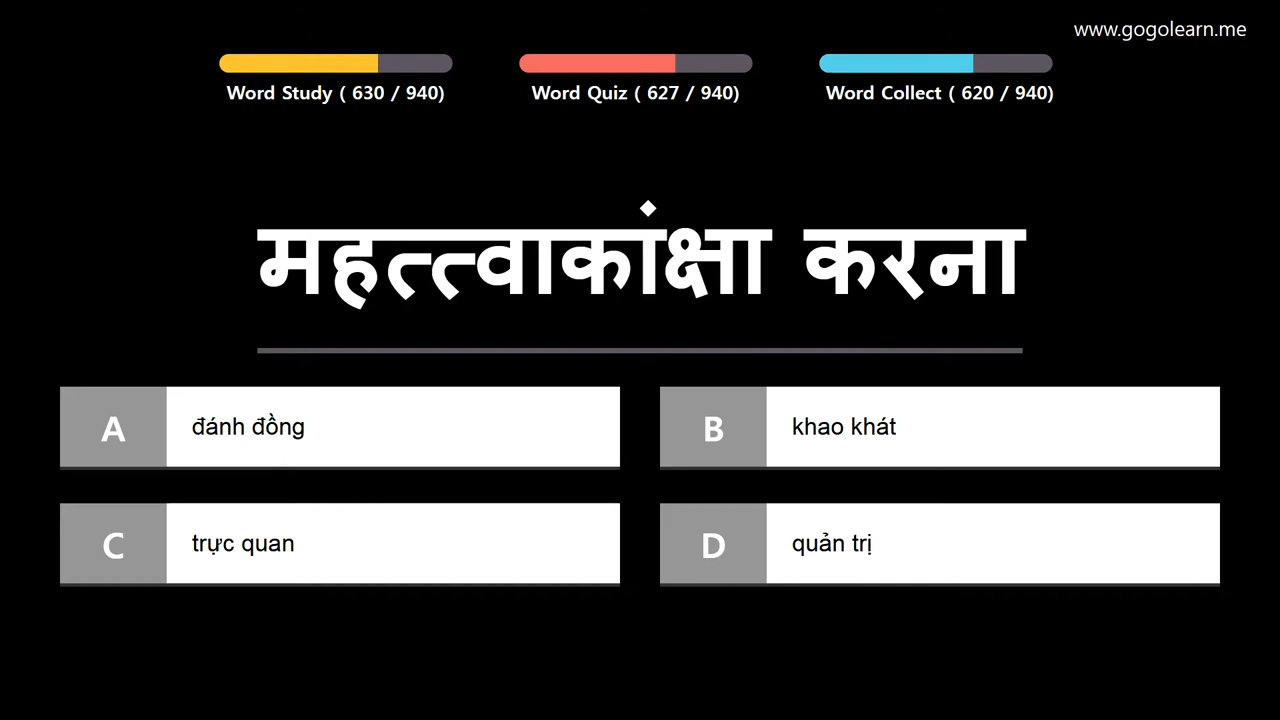 www.gogolearn.me
Word Study ( 630 / 940)
Word Quiz ( 627 / 940)
Word Collect ( 620 / 940)
महत्त्वाकांक्षा करना
A đánh đồng
B khao khát
C trực quan
D quản trị